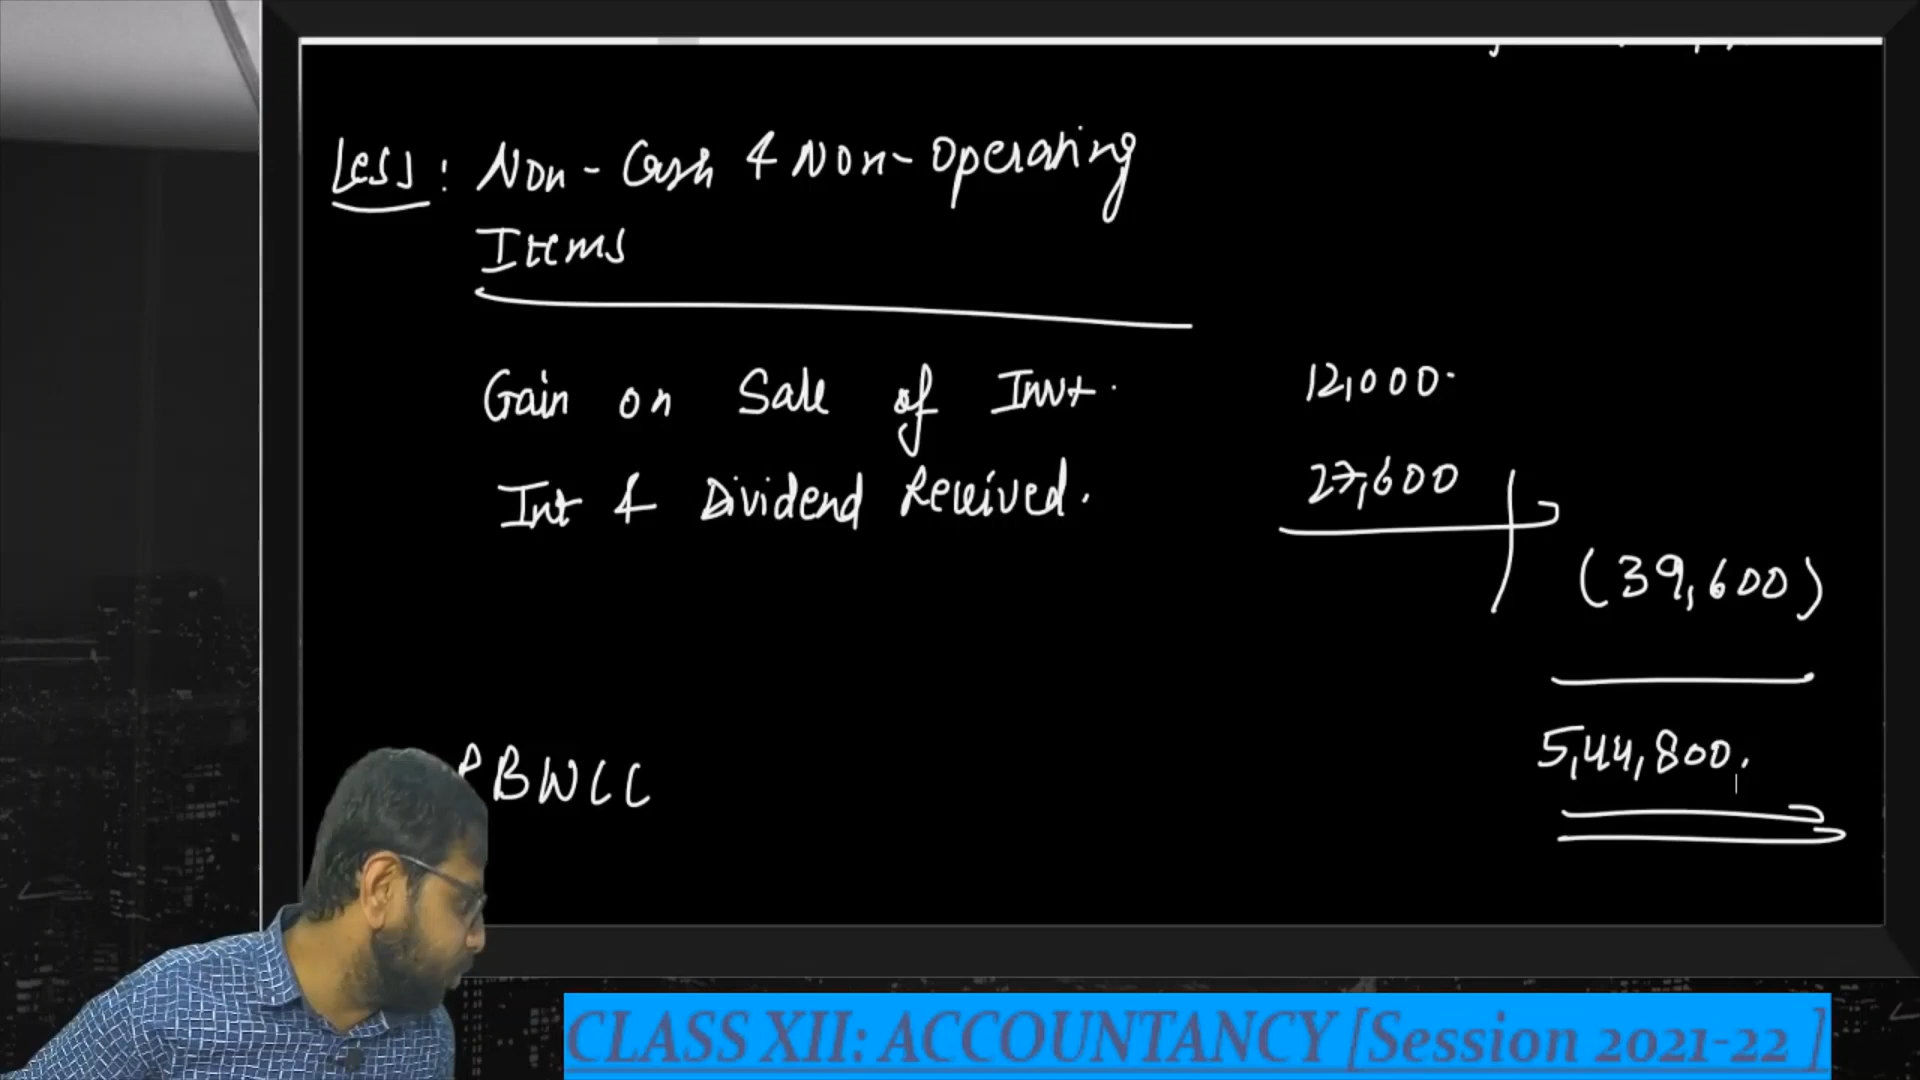 Less: Non-Cash & Non-Operating
Items
Gain on Sale of Invt. 12,000.
Int & Dividend Received. 27,600
(39,600)
5,44,800.
PBWCC
CLASS XII: ACCOUNTANCY [Session 2021-22 ]